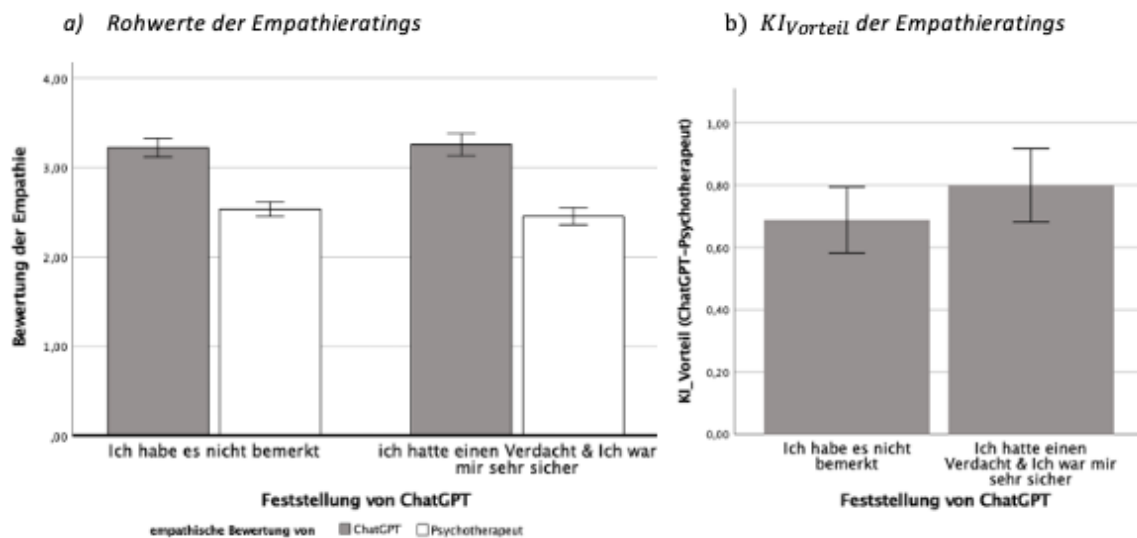 a) Rohwerte der Empathieratings
4,00
3,00
2,00
1,00
,00
Bewertung der Empathie
Ich habe es nicht bemerkt
ich hatte einen Verdacht & Ich war
mir sehr sicher
Feststellung von ChatGPT
empathische Bewertung von ChatGPT Psychotherapeut
b) KI_Vorteil der Empathieratings
1,00
0,80
0,60
0,40
0,20
0,00
KI_Vorteil (ChatGPT-Psychotherapeut)
Ich habe es nicht
bemerkt
Ich hatte einen
Verdacht & Ich war mir
sehr sicher
Feststellung von ChatGPT